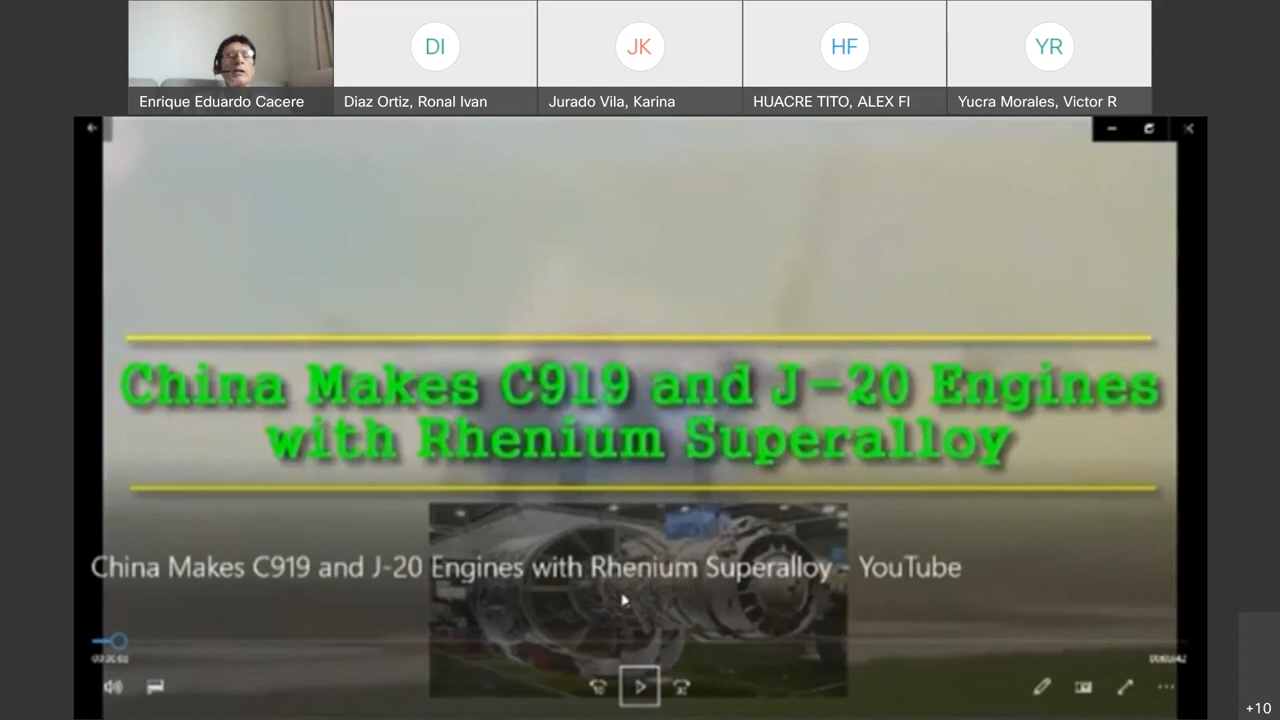 DI
JK
HF
YR
Enrique Eduardo Cacere
Diaz Ortiz, Ronal Ivan
Jurado Vila, Karina
HUACRE TITO, ALEX FI
Yucra Morales, Victor R
China Makes C919 and J-20 Engines
with Rhenium Superalloy
China Makes C919 and J-20 Engines with Rhenium Superalloy - YouTube
+10